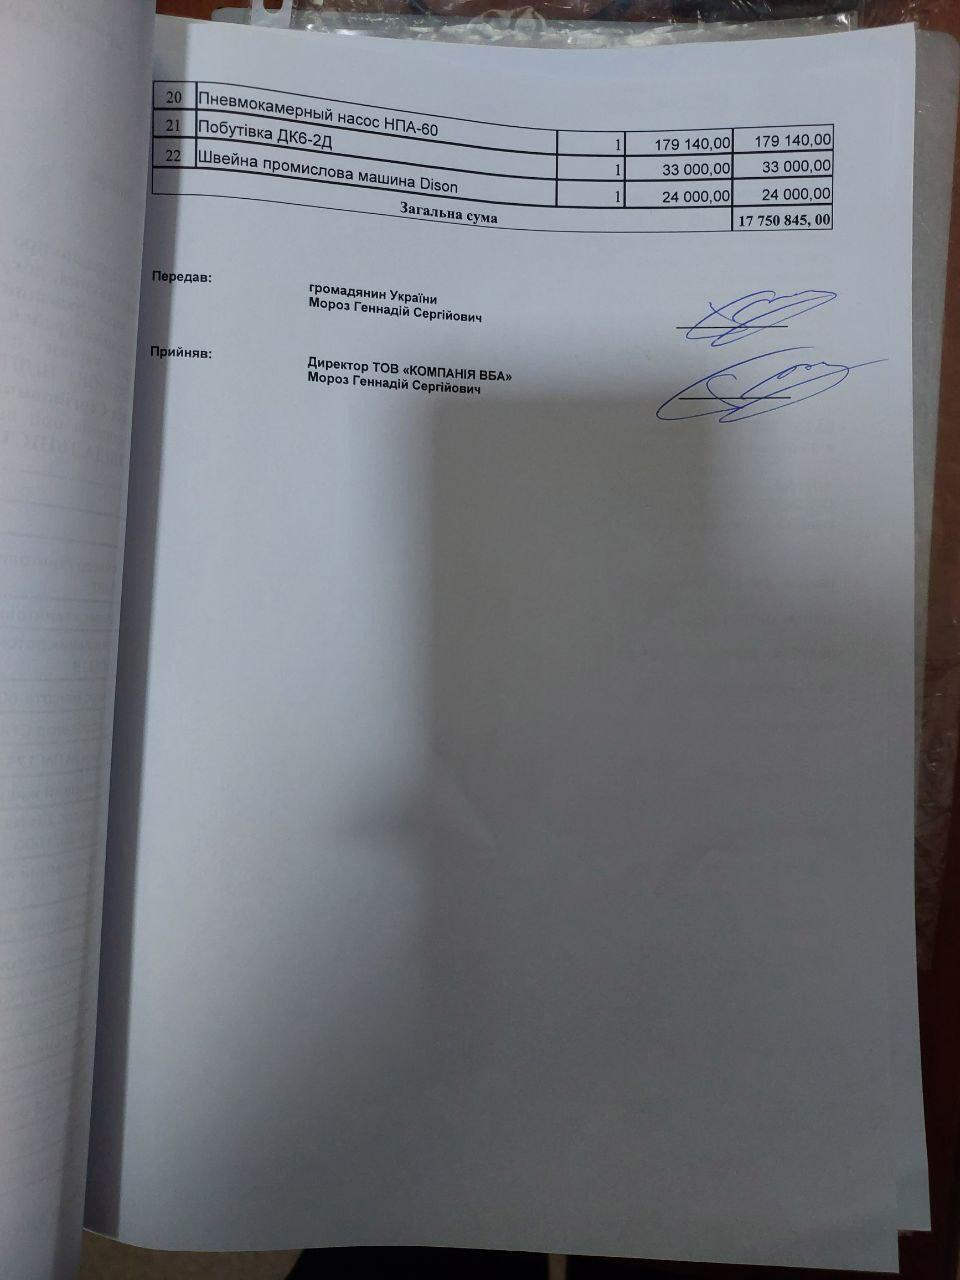 20 Пневмокамерный насос НПА-60 1 179 140,00 179 140,00
21 Побутівка ДК6-2Д 1 33 000,00 33 000,00
22 Швейна промислова машина Dison 1 24 000,00 24 000,00
Загальна сума 17 750 845, 00
Передав:
громадянин України
Мороз Геннадій Сергійович
Прийняв:
Директор ТОВ «КОМПАНІЯ ВБА»
Мороз Геннадій Сергійович